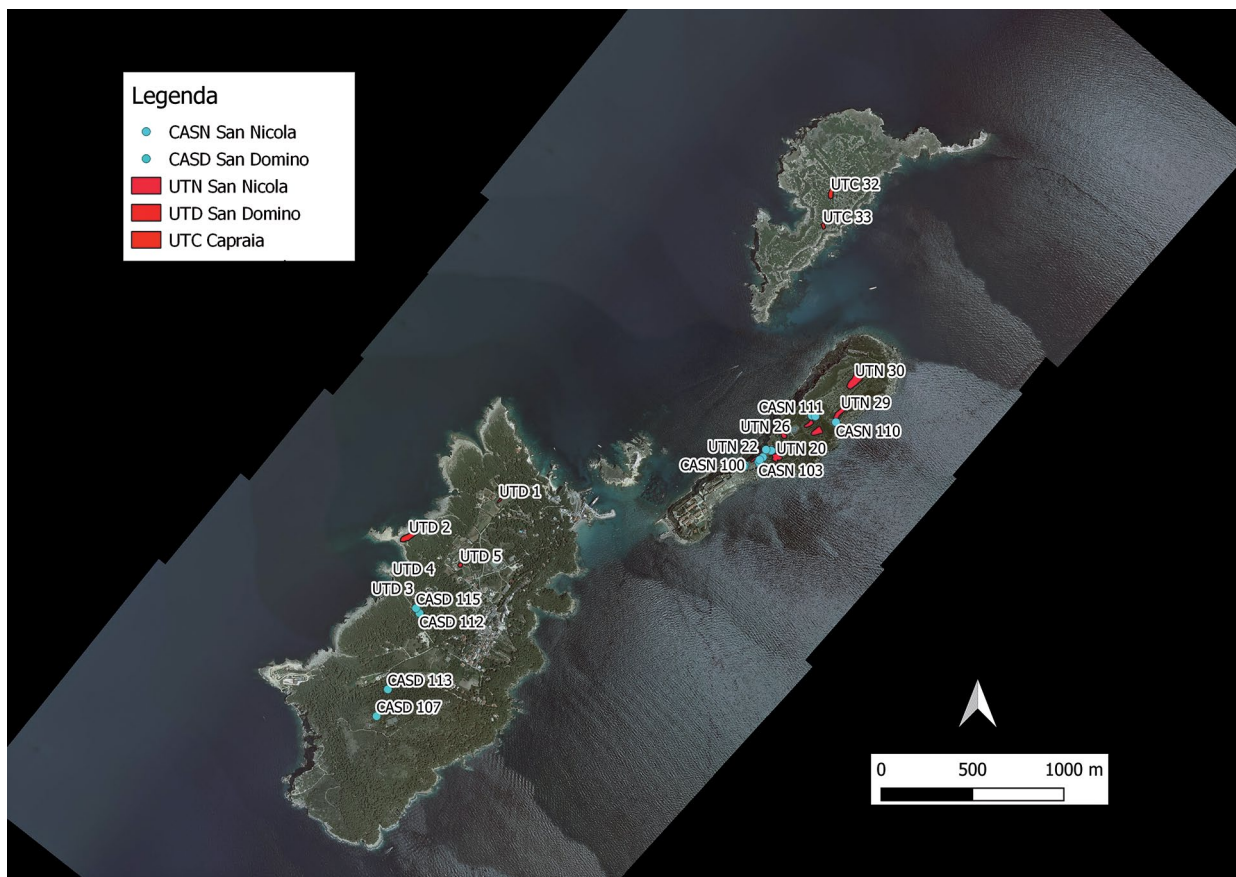 Legenda
CASN San Nicola
CASD San Domino
UTN San Nicola
UTD San Domino
UTC Capraia
UTC 32
UTC 33
UTN 30
UTN 29
CASN 111
CASN 110
UTN 26
UTN 22
UTN 20
CASN 100
CASN 103
UTD 1
UTD 2
UTD 5
UTD 4
UTD 3
CASD 115
CASD 112
CASD 113
CASD 107
0 500 1000 m